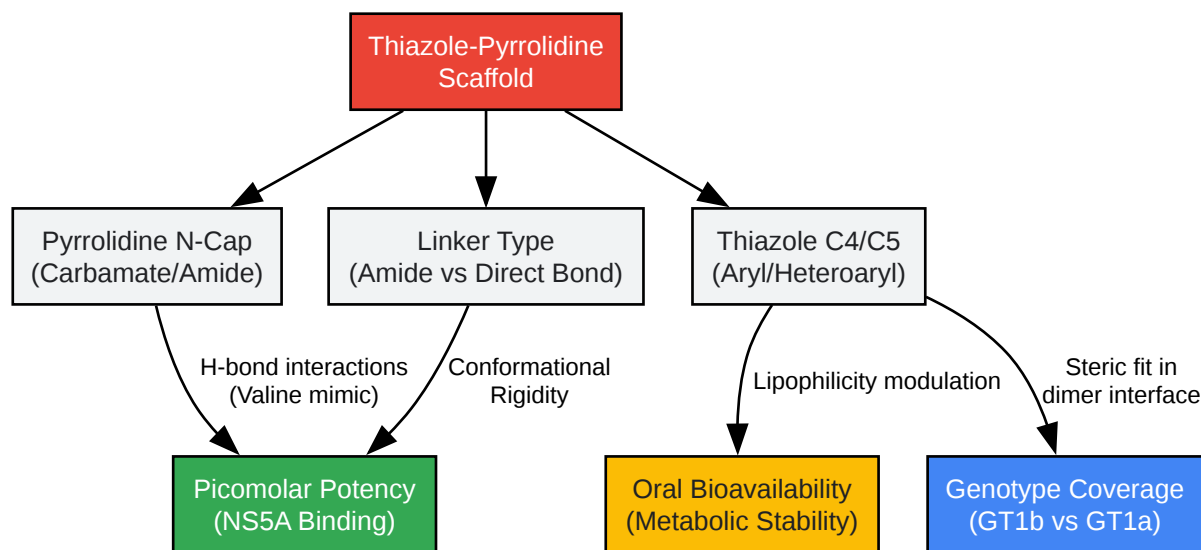 Thiazole-Pyrrolidine
Scaffold
Pyrrolidine N-Cap
(Carbamate/Amide)
Linker Type
(Amide vs Direct Bond)
Thiazole C4/C5
(Aryl/Heteroaryl)
H-bond interactions
(Valine mimic)
Conformational
Rigidity
Lipophilicity modulation
Steric fit in
dimer interface
Picomolar Potency
(NS5A Binding)
Oral Bioavailability
(Metabolic Stability)
Genotype Coverage
(GT1b vs GT1a)